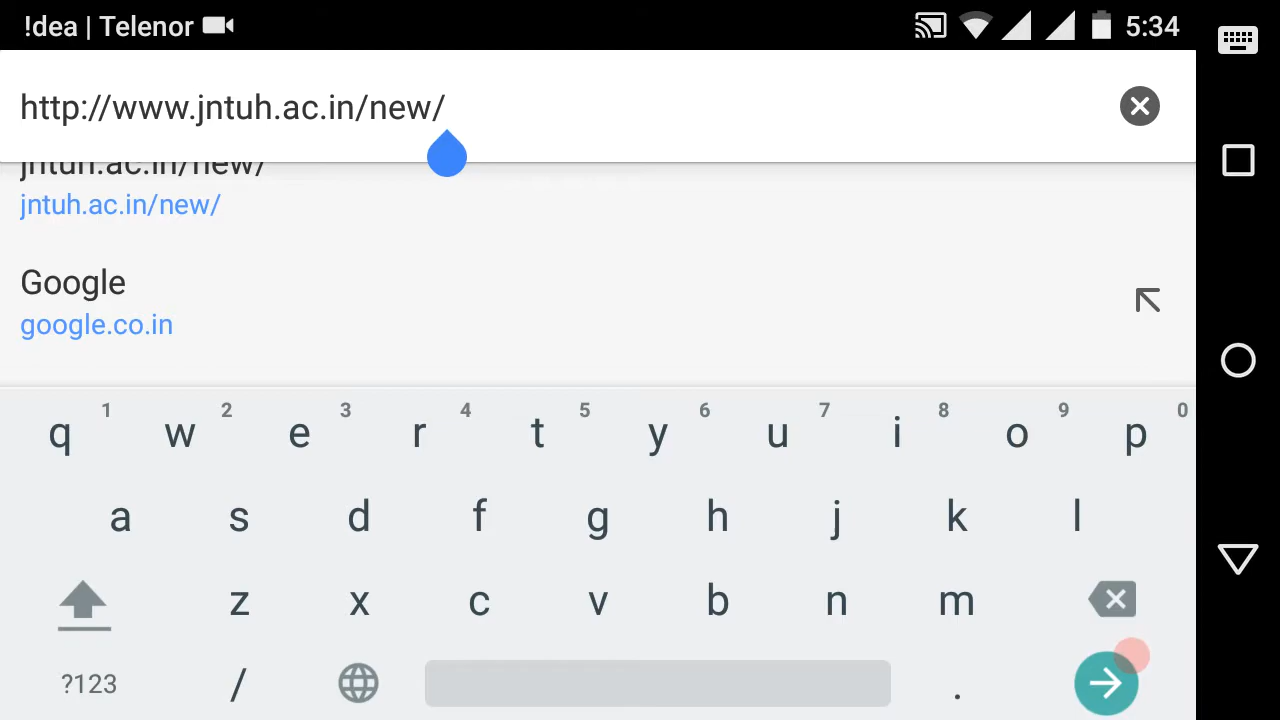 !dea | Telenor 5:34
http://www.jntuh.ac.in/new/
jntuh.ac.in/new/
jntuh.ac.in/new/
Google
google.co.in
1 2 3 4 5 6 7 8 9 0
q w e r t y u i o p
a s d f g h j k l
z x c v b n m
?123 / .